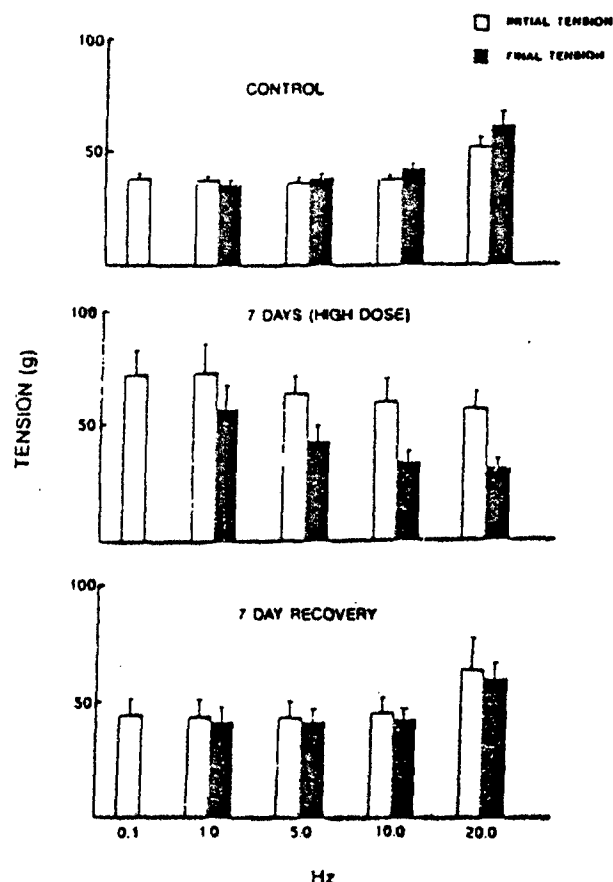 INITIAL TENSION
FINAL TENSION
100
CONTROL
50
100
7 DAYS (HIGH DOSE)
50
TENSION (g)
100
7 DAY RECOVERY
50
0.1 1.0 5.0 10.0 20.0
Hz